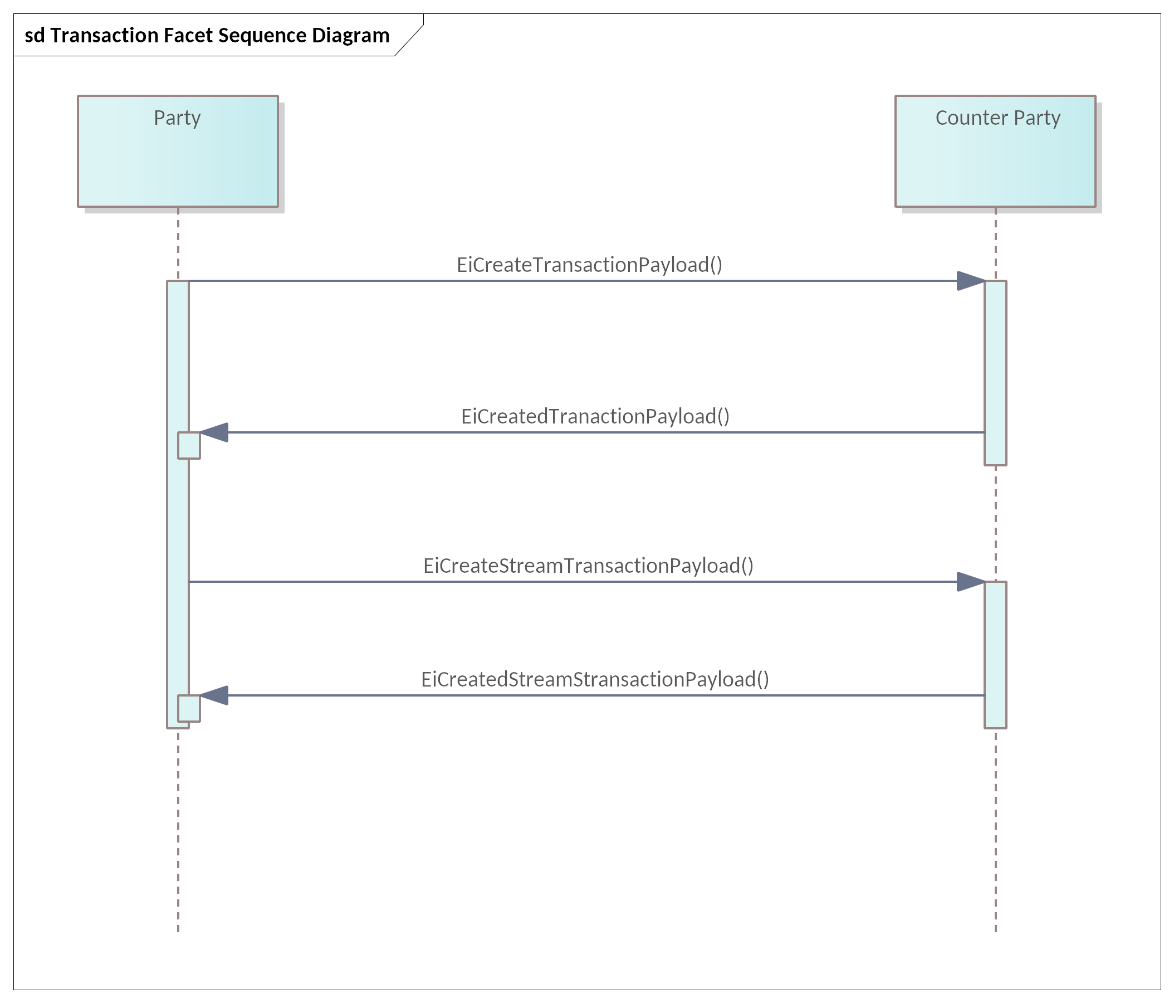 sd Transaction Facet Sequence Diagram
Party
Counter Party
EiCreateTransactionPayload()
EiCreatedTranactionPayload()
EiCreateStreamTransactionPayload()
EiCreatedStreamStransactionPayload()